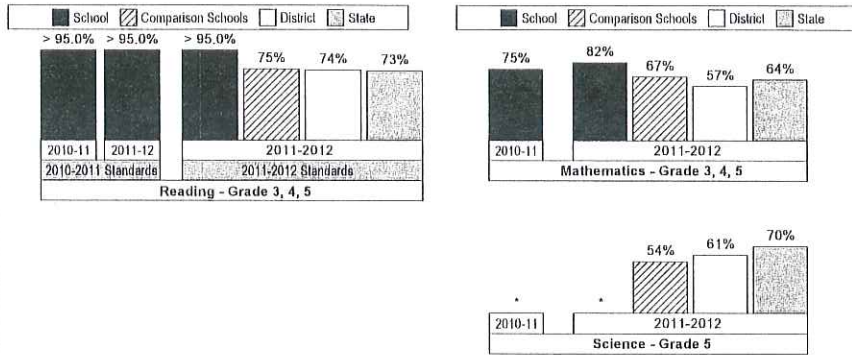 School Comparison Schools District State
> 95.0% > 95.0% > 95.0%
75% 74% 73%
2010-11 2011-12 2011-2012
2010-2011 Standards 2011-2012 Standards
Reading - Grade 3, 4, 5
School Comparison Schools District State
75% 82% 67% 57% 64%
2010-11 2011-2012
Mathematics - Grade 3, 4, 5
* * 54% 61% 70%
2010-11 2011-2012
Science - Grade 5